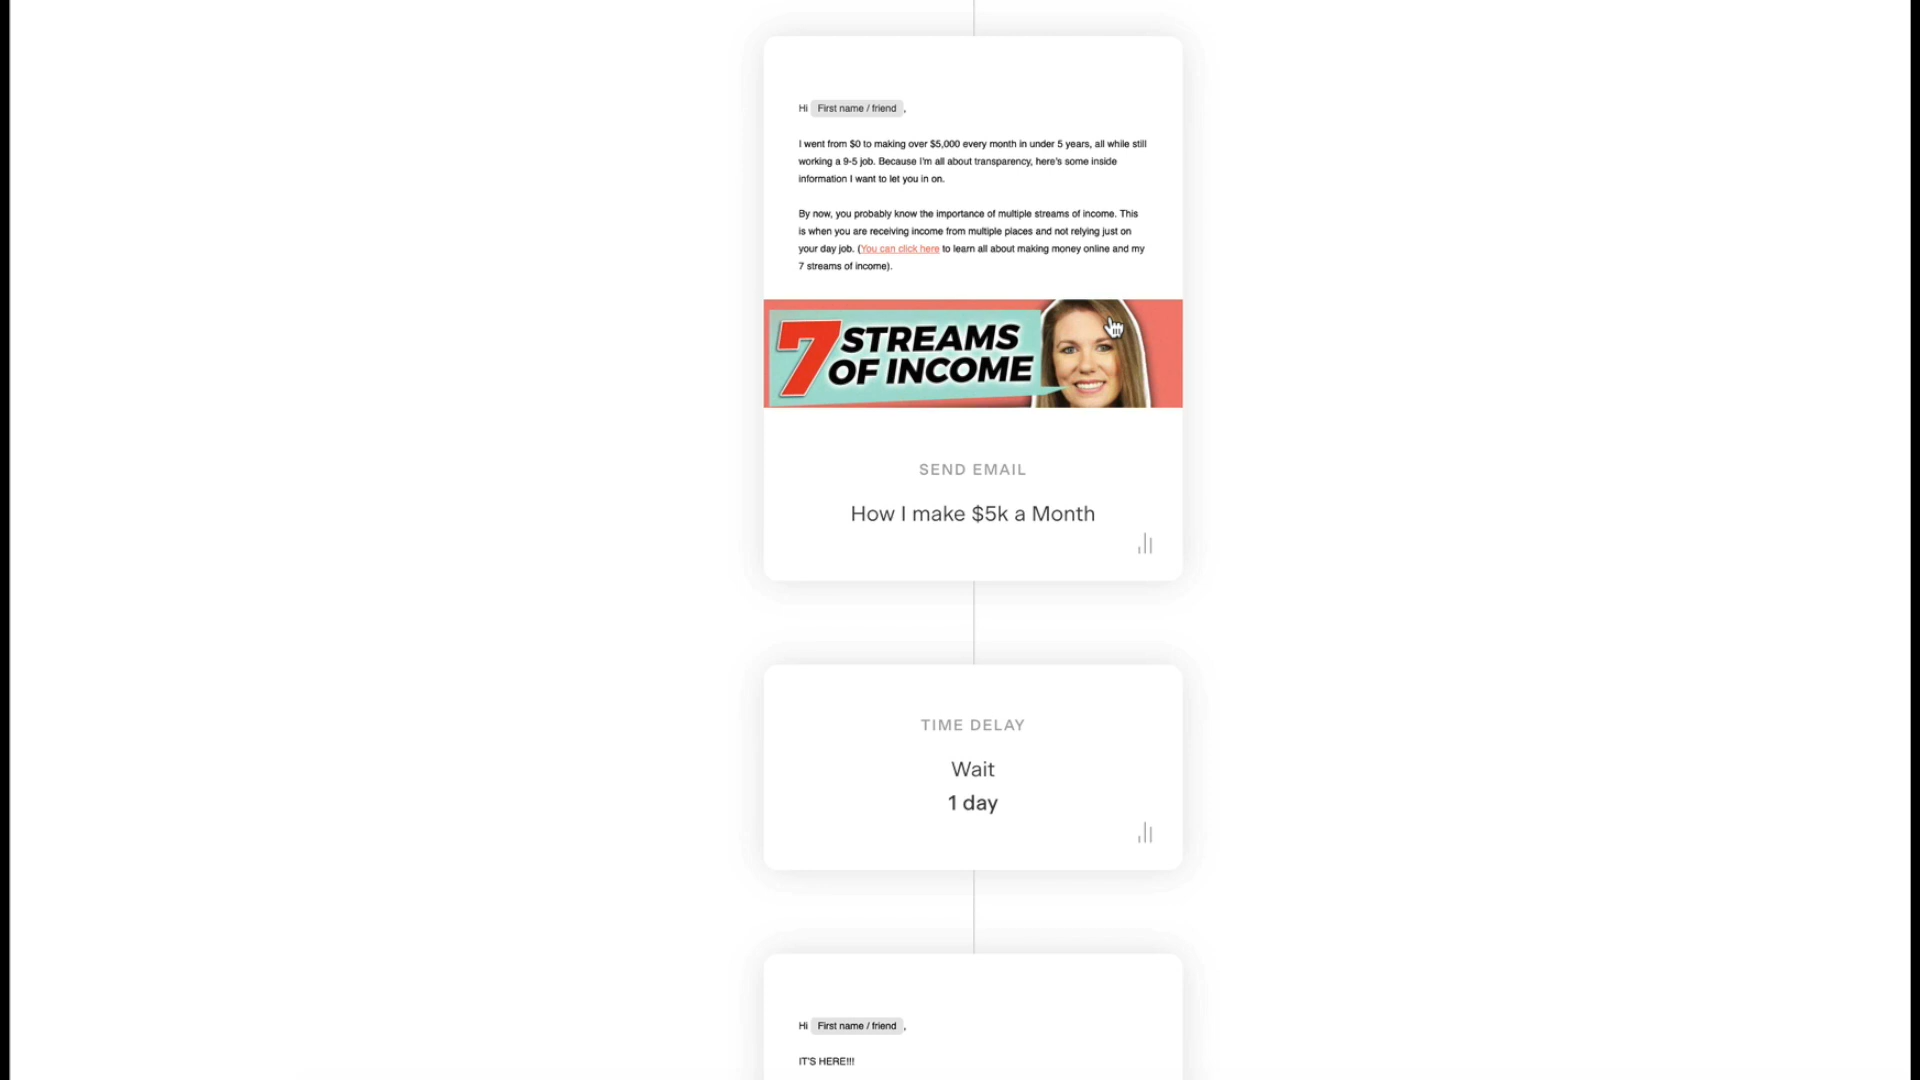 Hi First name / friend ,
I went from $0 to making over $5,000 every month in under 5 years, all while still
working a 9-5 job. Because I'm all about transparency, here's some inside
information I want to let you in on.
By now, you probably know the importance of multiple streams of income. This
is when you are receiving income from multiple places and not relying just on
your day job. (You can click here to learn all about making money online and my
7 streams of income).
7 STREAMS
OF INCOME
SEND EMAIL
How I make $5k a Month
TIME DELAY
Wait
1 day
Hi First name / friend ,
IT'S HERE!!!